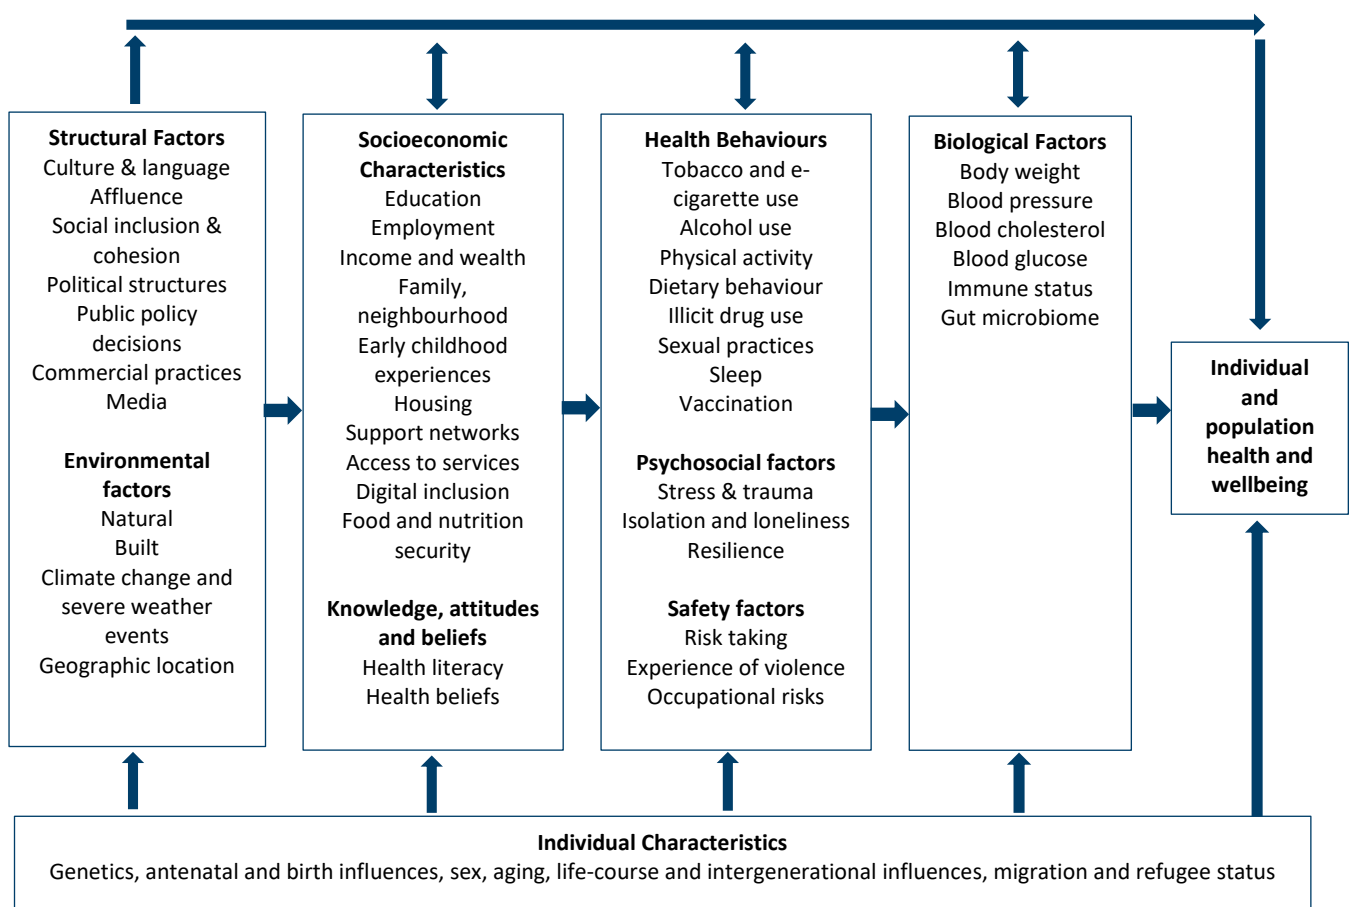 Structural Factors
Culture & language
Affluence
Social inclusion &
cohesion
Political structures
Public policy
decisions
Commercial practices
Media
Environmental
factors
Natural
Built
Climate change and
severe weather
events
Geographic location
Socioeconomic
Characteristics
Education
Employment
Income and wealth
Family,
neighbourhood
Early childhood
experiences
Housing
Support networks
Access to services
Digital inclusion
Food and nutrition
security
Knowledge, attitudes
and beliefs
Health literacy
Health beliefs
Health Behaviours
Tobacco and e-
cigarette use
Alcohol use
Physical activity
Dietary behaviour
Illicit drug use
Sexual practices
Sleep
Vaccination
Psychosocial factors
Stress & trauma
Isolation and loneliness
Resilience
Safety factors
Risk taking
Experience of violence
Occupational risks
Biological Factors
Body weight
Blood pressure
Blood cholesterol
Blood glucose
Immune status
Gut microbiome
Individual
and
population
health and
wellbeing
Individual Characteristics
Genetics, antenatal and birth influences, sex, aging, life-course and intergenerational influences, migration and refugee status